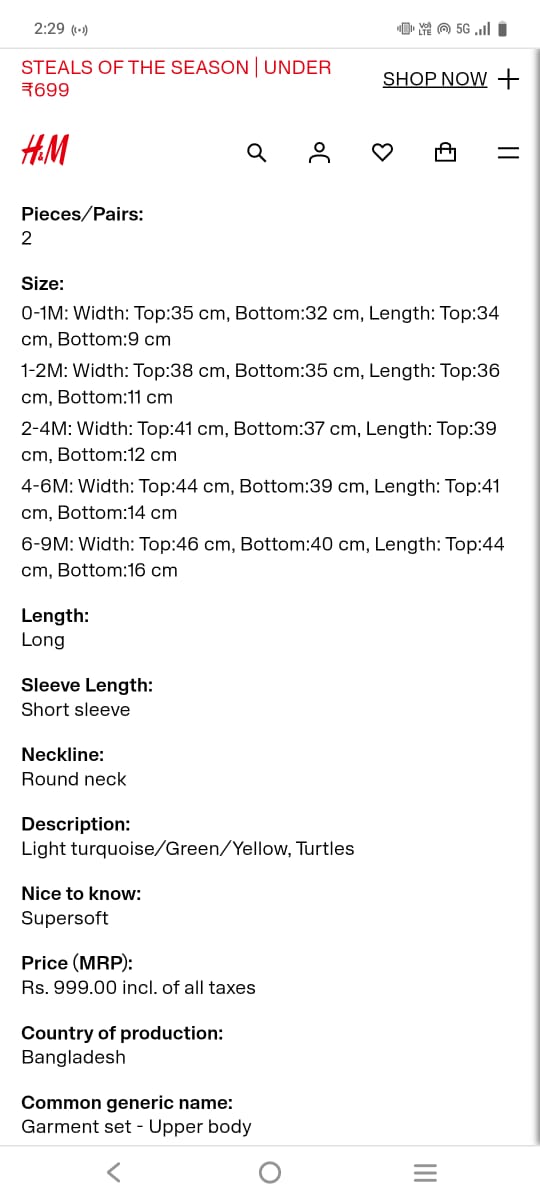 2:29
VoLTE 5G
STEALS OF THE SEASON | UNDER
₹699
SHOP NOW +
H&M
Pieces/Pairs:
2
Size:
0-1M: Width: Top:35 cm, Bottom:32 cm, Length: Top:34
cm, Bottom:9 cm
1-2M: Width: Top:38 cm, Bottom:35 cm, Length: Top:36
cm, Bottom:11 cm
2-4M: Width: Top:41 cm, Bottom:37 cm, Length: Top:39
cm, Bottom:12 cm
4-6M: Width: Top:44 cm, Bottom:39 cm, Length: Top:41
cm, Bottom:14 cm
6-9M: Width: Top:46 cm, Bottom:40 cm, Length: Top:44
cm, Bottom:16 cm
Length:
Long
Sleeve Length:
Short sleeve
Neckline:
Round neck
Description:
Light turquoise/Green/Yellow, Turtles
Nice to know:
Supersoft
Price (MRP):
Rs. 999.00 incl. of all taxes
Country of production:
Bangladesh
Common generic name:
Garment set - Upper body